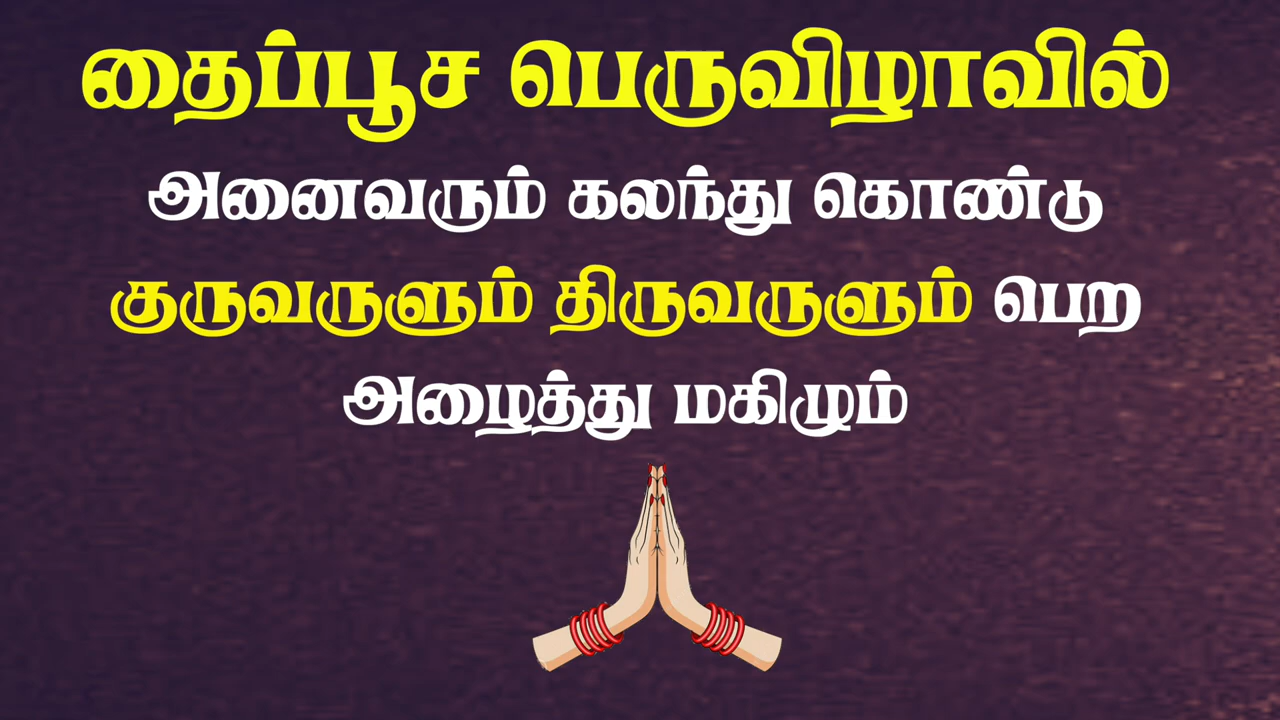 தைப்பூச பெருவிழாவில்
அனைவரும் கலந்து கொண்டு
குருவருளும் திருவருளும் பெற
அழைத்து மகிழும்